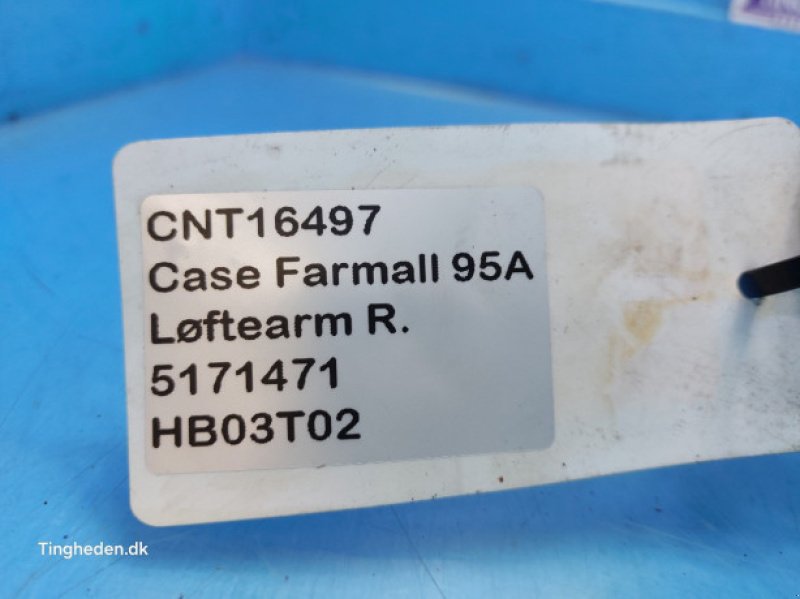 CNT16497
Case Farmall 95A
Løftearm R.
5171471
HB03T02
Tingheden.dk